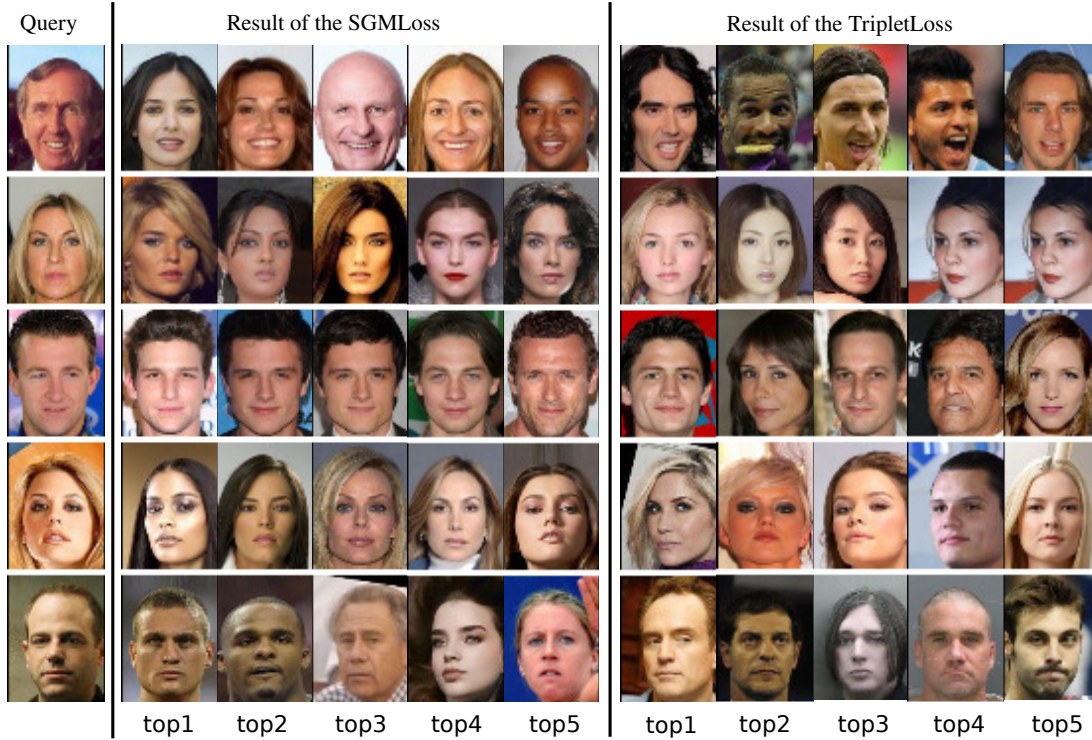 Query Result of the SGMLoss Result of the TripletLoss
top1 top2 top3 top4 top5 top1 top2 top3 top4 top5